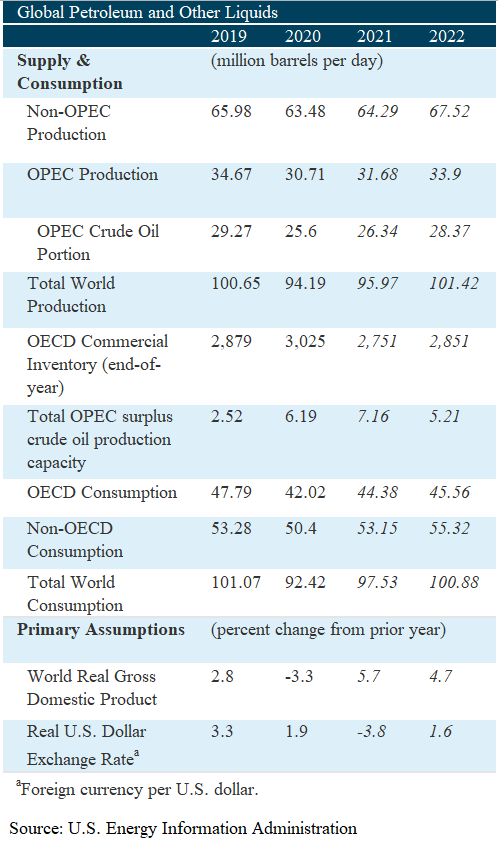 Global Petroleum and Other Liquids
2019 2020 2021 2022
Supply & (million barrels per day)
Consumption
Non-OPEC 65.98 63.48 64.29 67.52
Production
OPEC Production 34.67 30.71 31.68 33.9
OPEC Crude Oil 29.27 25.6 26.34 28.37
Portion
Total World 100.65 94.19 95.97 101.42
Production
OECD Commercial 2,879 3,025 2,751 2,851
Inventory (end-of-
year)
Total OPEC surplus 2.52 6.19 7.16 5.21
crude oil production
capacity
OECD Consumption 47.79 42.02 44.38 45.56
Non-OECD 53.28 50.4 53.15 55.32
Consumption
Total World 101.07 92.42 97.53 100.88
Consumption
Primary Assumptions (percent change from prior year)
World Real Gross 2.8 -3.3 5.7 4.7
Domestic Product
Real U.S. Dollar 3.3 1.9 -3.8 1.6
Exchange Rateᵃ
ᵃForeign currency per U.S. dollar.
Source: U.S. Energy Information Administration